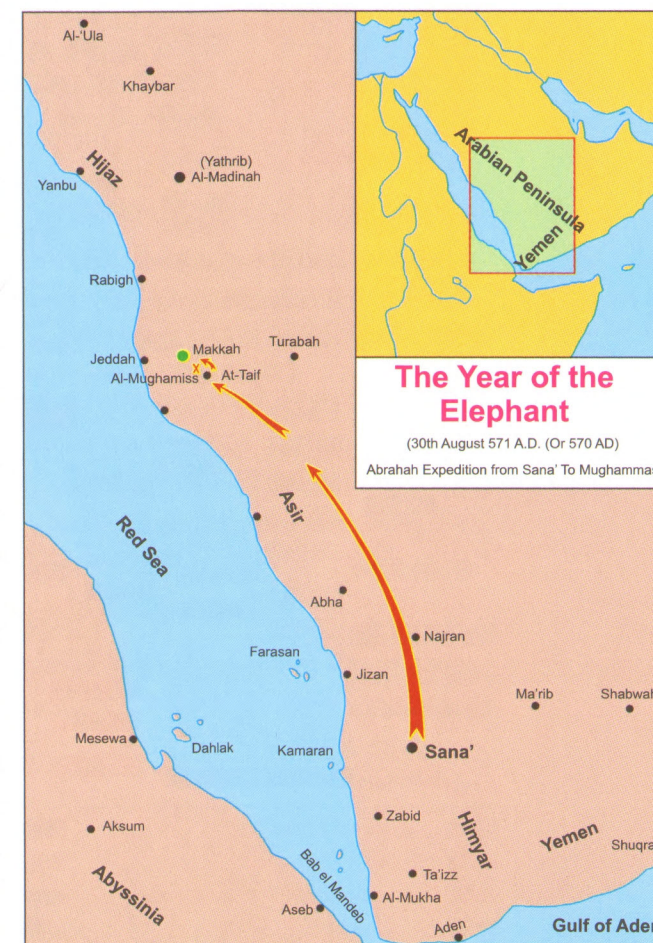 Al-'Ula
Khaybar
Hijaz
(Yathrib)
Al-Madinah
Yanbu
Rabigh
Makkah
Turabah
Jeddah
Al-Mughamiss
X
At-Taif
Arabian Peninsula
Yemen
The Year of the
Elephant
(30th August 571 A.D. (Or 570 AD)
Abrahah Expedition from Sana' To Mughammas
Asir
Red Sea
Abha
Najran
Farasan
Jizan
Ma'rib
Shabwah
Mesewa
Dahlak
Kamaran
Sana'
Zabid
Aksum
Himyar
Yemen
Shuqra
Bab el Mandeb
Ta'izz
Abyssinia
Al-Mukha
Aseb
Aden
Gulf of Aden